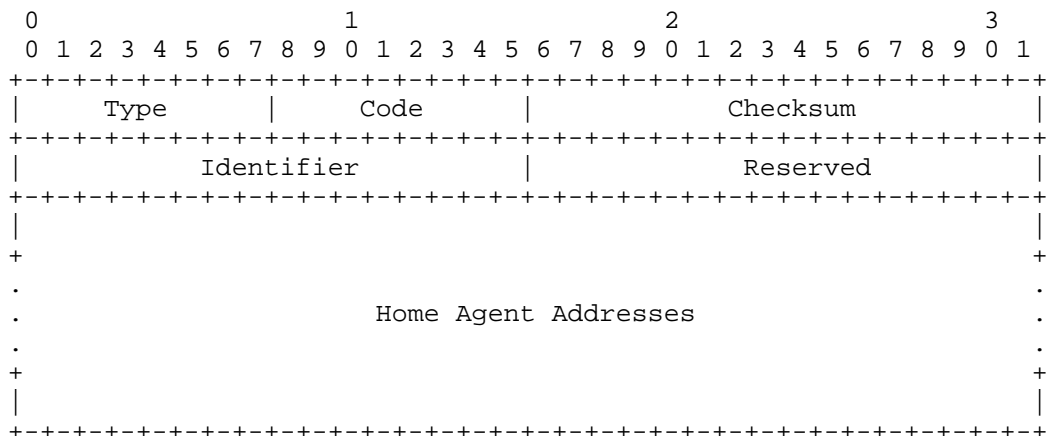 0                   1                   2                   3
 0 1 2 3 4 5 6 7 8 9 0 1 2 3 4 5 6 7 8 9 0 1 2 3 4 5 6 7 8 9 0 1
+-+-+-+-+-+-+-+-+-+-+-+-+-+-+-+-+-+-+-+-+-+-+-+-+-+-+-+-+-+-+-+-+
|     Type      |     Code      |            Checksum           |
+-+-+-+-+-+-+-+-+-+-+-+-+-+-+-+-+-+-+-+-+-+-+-+-+-+-+-+-+-+-+-+-+
|           Identifier          |             Reserved          |
+-+-+-+-+-+-+-+-+-+-+-+-+-+-+-+-+-+-+-+-+-+-+-+-+-+-+-+-+-+-+-+-+
|                                                               |
+                                                               +
.                                                               .
.                      Home Agent Addresses                     .
.                                                               .
+                                                               +
|                                                               |
+-+-+-+-+-+-+-+-+-+-+-+-+-+-+-+-+-+-+-+-+-+-+-+-+-+-+-+-+-+-+-+-+